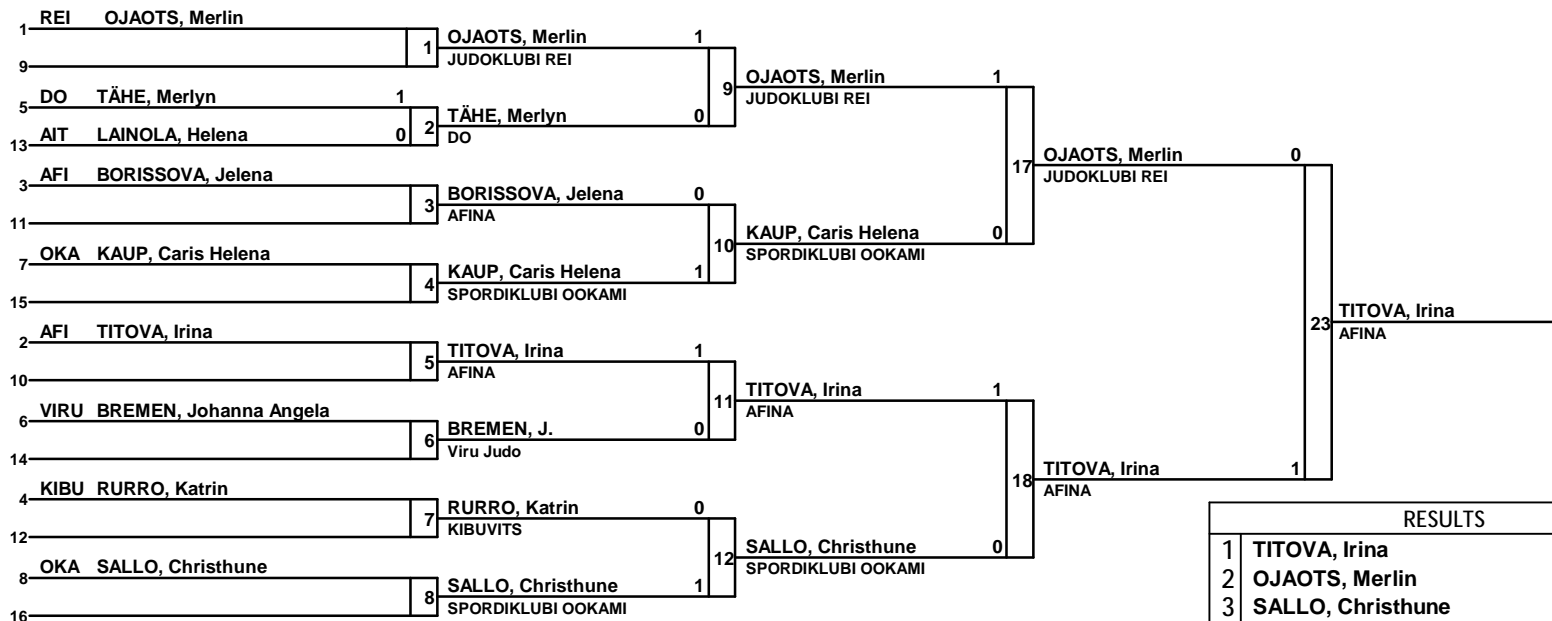 REI OJAOTS, Merlin
1
1 OJAOTS, Merlin 1
JUDOKLUBI REI
9
9 OJAOTS, Merlin 1
JUDOKLUBI REI
DO TÄHE, Merlyn 1
5
2 TÄHE, Merlyn 0
DO
AIT LAINOLA, Helena 0
13
17 OJAOTS, Merlin 0
JUDOKLUBI REI
AFI BORISSOVA, Jelena
3
3 BORISSOVA, Jelena 0
AFINA
11
10 KAUP, Caris Helena 0
SPORDIKLUBI OOKAMI
OKA KAUP, Caris Helena
7
4 KAUP, Caris Helena 1
SPORDIKLUBI OOKAMI
15
23 TITOVA, Irina
AFINA
AFI TITOVA, Irina
2
5 TITOVA, Irina 1
AFINA
10
11 TITOVA, Irina 1
AFINA
VIRU BREMEN, Johanna Angela
6
6 BREMEN, J. 0
Viru Judo
14
18 TITOVA, Irina 1
AFINA
KIBU RURRO, Katrin
4
7 RURRO, Katrin 0
KIBUVITS
12
12 SALLO, Christhune 0
SPORDIKLUBI OOKAMI
OKA SALLO, Christhune
8
8 SALLO, Christhune 1
SPORDIKLUBI OOKAMI
16
RESULTS
1 TITOVA, Irina
2 OJAOTS, Merlin
3 SALLO, Christhune